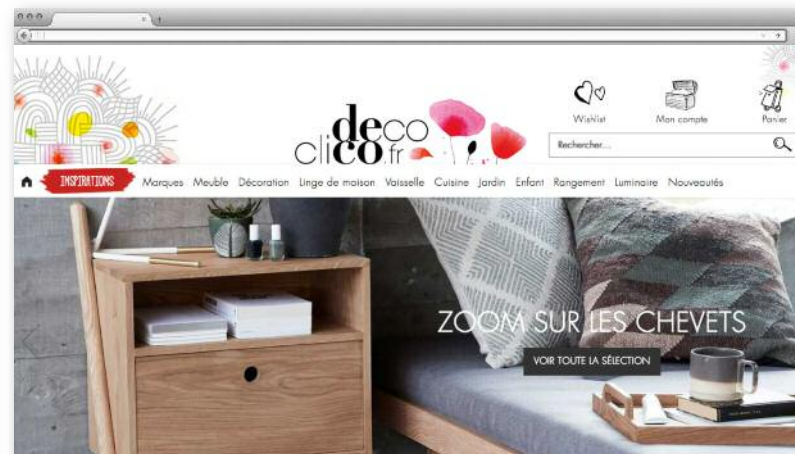 Wishlist
Mon compte
Panier
decoclico.fr
Rechercher...
INSPIRATIONS
Marques Meuble Décoration Linge de maison Vaisselle Cuisine Jardin Enfant Rangement Luminaire Nouveautés
ZOOM SUR LES CHEVETS
VOIR TOUTE LA SÉLECTION